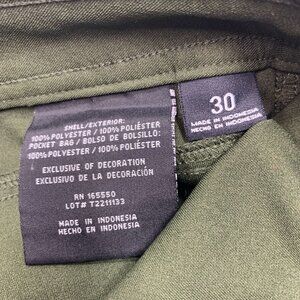 SHELL/EXTERIOR:
100% POLYESTER / 100% POLIÉSTER
POCKET BAG / BOLSO DE BOLSILLO:
100% POLYESTER / 100% POLIÉSTER
EXCLUSIVE OF DECORATION
EXCLUSIVO DE LA DECORACIÓN
RN 165550
LOT# T2211133
MADE IN INDONESIA
HECHO EN INDONESIA
30
MADE IN INDONESIA
HECHO EN INDONESIA